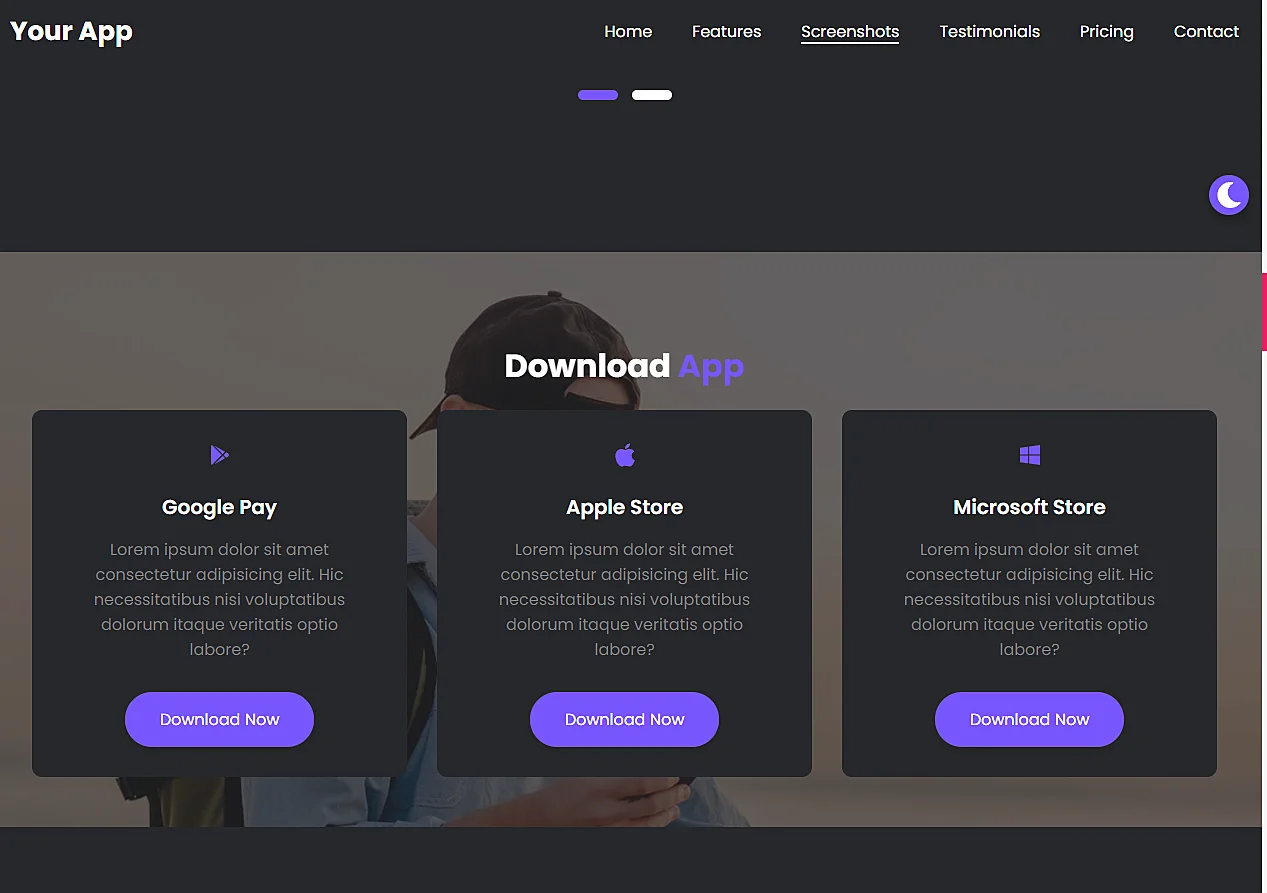 Your App
Home Features Screenshots Testimonials Pricing Contact
Download App
Google Pay
Lorem ipsum dolor sit amet
consectetur adipisicing elit. Hic
necessitatibus nisi voluptatibus
dolorum itaque veritatis optio
labore?
Download Now
Apple Store
Lorem ipsum dolor sit amet
consectetur adipisicing elit. Hic
necessitatibus nisi voluptatibus
dolorum itaque veritatis optio
labore?
Download Now
Microsoft Store
Lorem ipsum dolor sit amet
consectetur adipisicing elit. Hic
necessitatibus nisi voluptatibus
dolorum itaque veritatis optio
labore?
Download Now